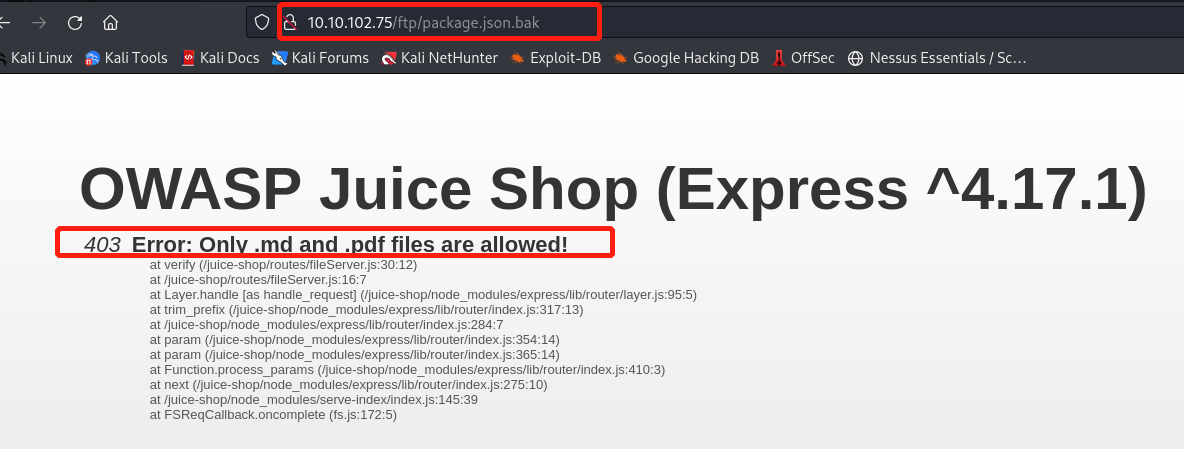 10.10.102.75/ftp/package.json.bak
Kali Linux Kali Tools Kali Docs Kali Forums Kali NetHunter Exploit-DB Google Hacking DB OffSec Nessus Essentials / Sc…
OWASP Juice Shop (Express ^4.17.1)
403 Error: Only .md and .pdf files are allowed!
at verify (/juice-shop/routes/fileServer.js:30:12)
at /juice-shop/routes/fileServer.js:16:7
at Layer.handle [as handle_request] (/juice-shop/node_modules/express/lib/router/layer.js:95:5)
at trim_prefix (/juice-shop/node_modules/express/lib/router/index.js:317:13)
at /juice-shop/node_modules/express/lib/router/index.js:284:7
at param (/juice-shop/node_modules/express/lib/router/index.js:354:14)
at param (/juice-shop/node_modules/express/lib/router/index.js:365:14)
at Function.process_params (/juice-shop/node_modules/express/lib/router/index.js:410:3)
at next (/juice-shop/node_modules/express/lib/router/index.js:275:10)
at /juice-shop/node_modules/serve-index/index.js:145:39
at FSReqCallback.oncomplete (fs.js:172:5)